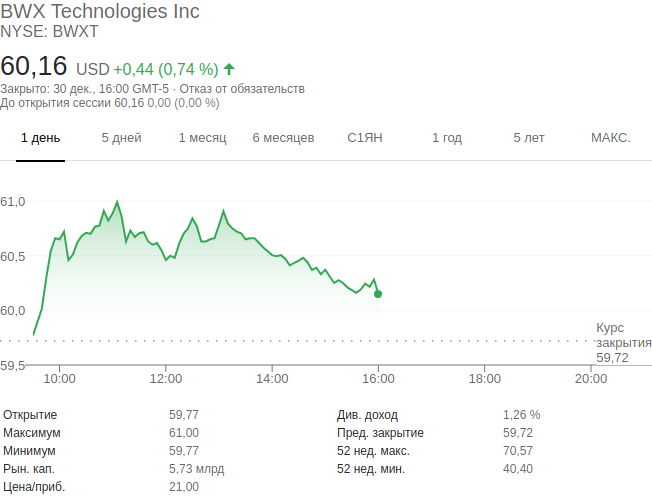 BWX Technologies Inc
NYSE: BWXT
60,16 USD +0,44 (0,74 %)
Закрыто: 30 дек., 16:00 GMT-5 · Отказ от обязательств
До открытия сессии 60,16 0,00 (0,00 %)
1 день 5 дней 1 месяц 6 месяцев С1ЯН 1 год 5 лет МАКС.
61,0
60,5
60,0
Курс
закрытия
59,72
59,5
10:00 12:00 14:00 16:00 18:00 20:00
Открытие 59,77 Див. доход 1,26 %
Максимум 61,00 Пред. закрытие 59,72
Минимум 59,77 52 нед. макс. 70,57
Рын. кап. 5,73 млрд 52 нед. мин. 40,40
Цена/приб. 21,00